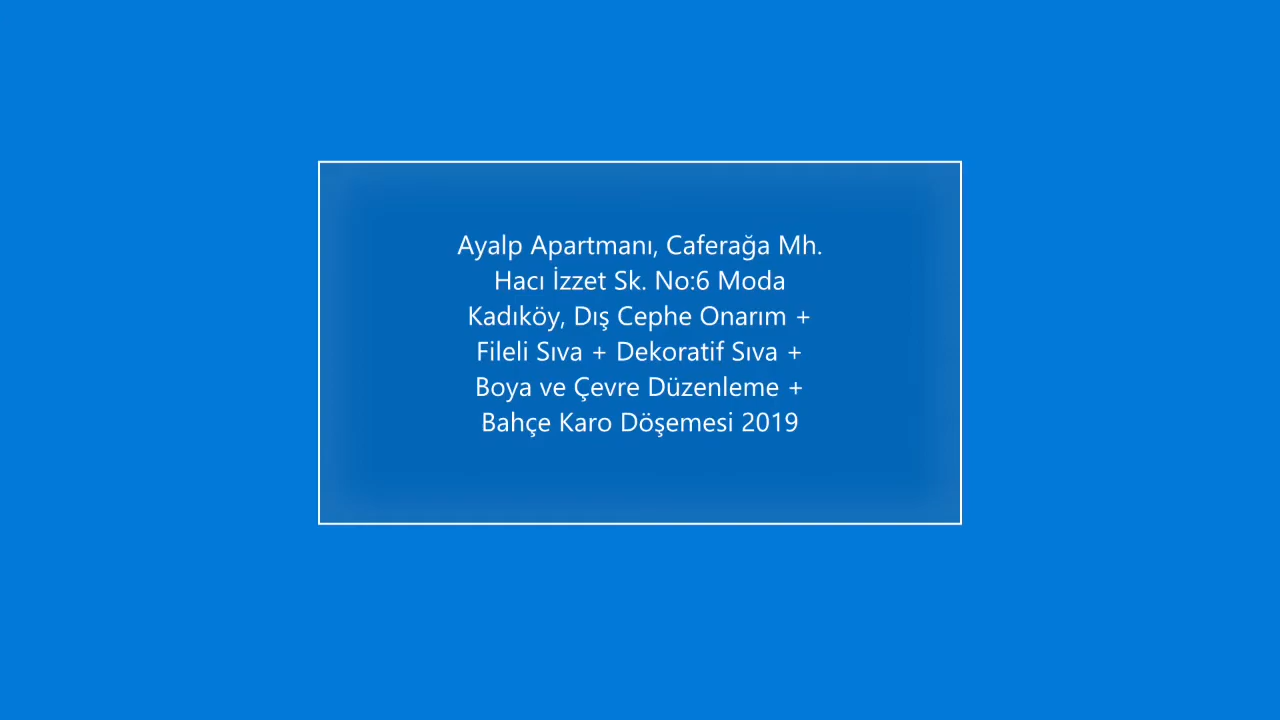 Ayalp Apartmanı, Caferağa Mh.
Hacı İzzet Sk. No:6 Moda
Kadıköy, Dış Cephe Onarım +
Fileli Sıva + Dekoratif Sıva +
Boya ve Çevre Düzenleme +
Bahçe Karo Döşemesi 2019